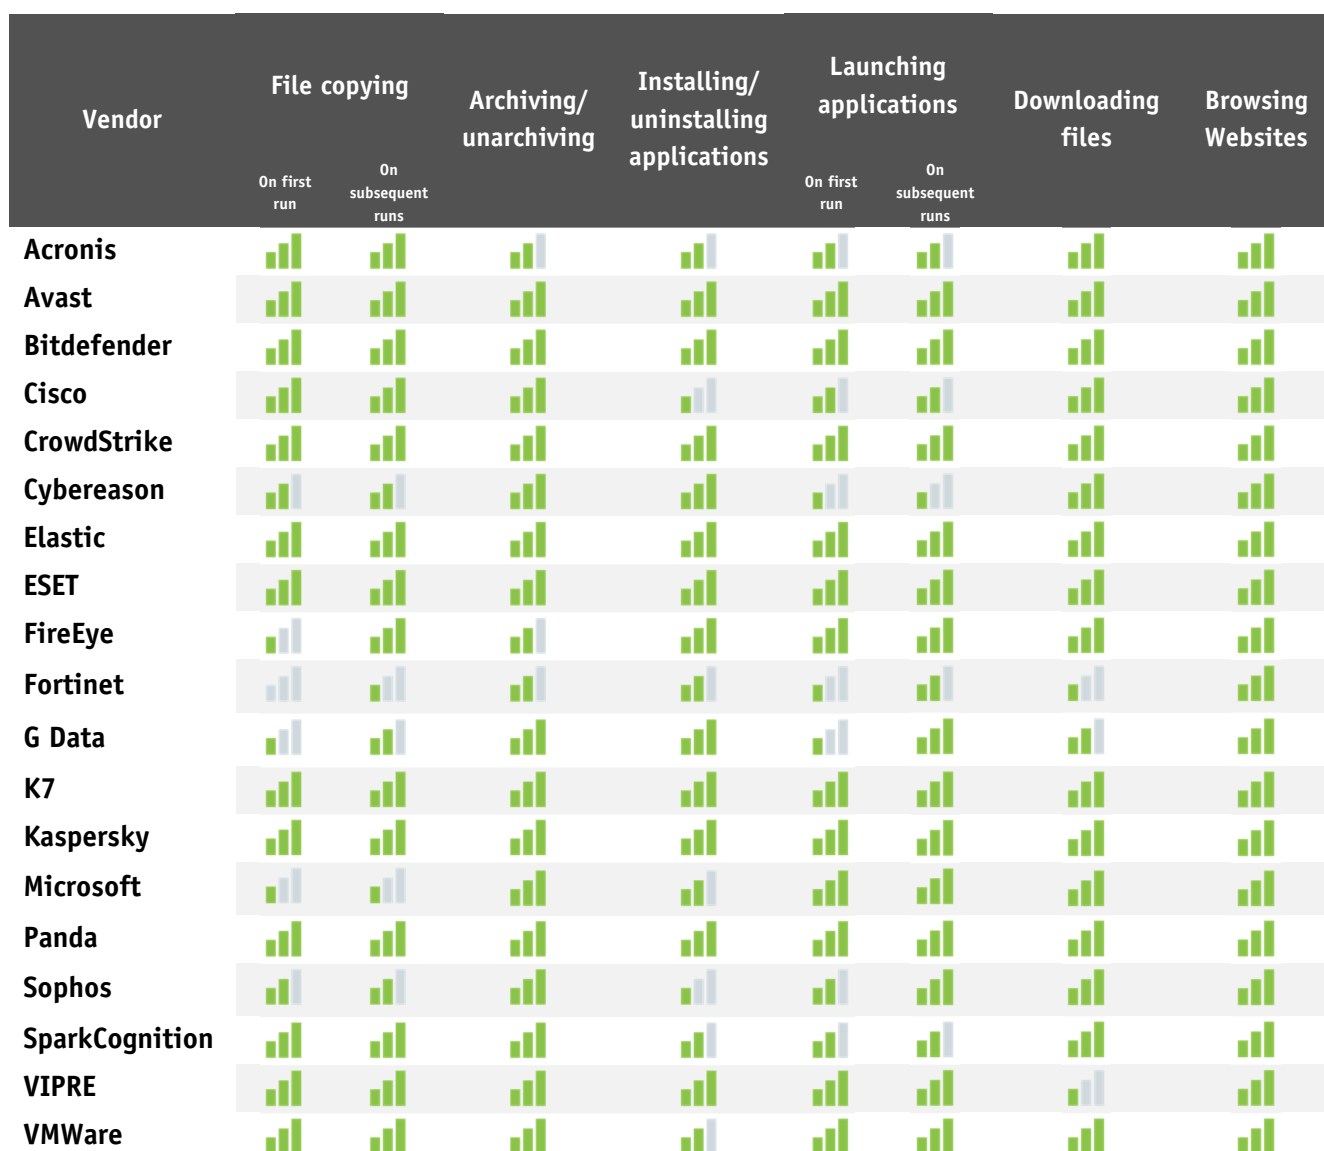 Vendor
File copying
On first
run
On
subsequent
runs
Archiving/
unarchiving
Installing/
uninstalling
applications
Launching
applications
On first
run
On
subsequent
runs
Downloading
files
Browsing
Websites
Acronis
Avast
Bitdefender
Cisco
CrowdStrike
Cybereason
Elastic
ESET
FireEye
Fortinet
G Data
K7
Kaspersky
Microsoft
Panda
Sophos
SparkCognition
VIPRE
VMWare